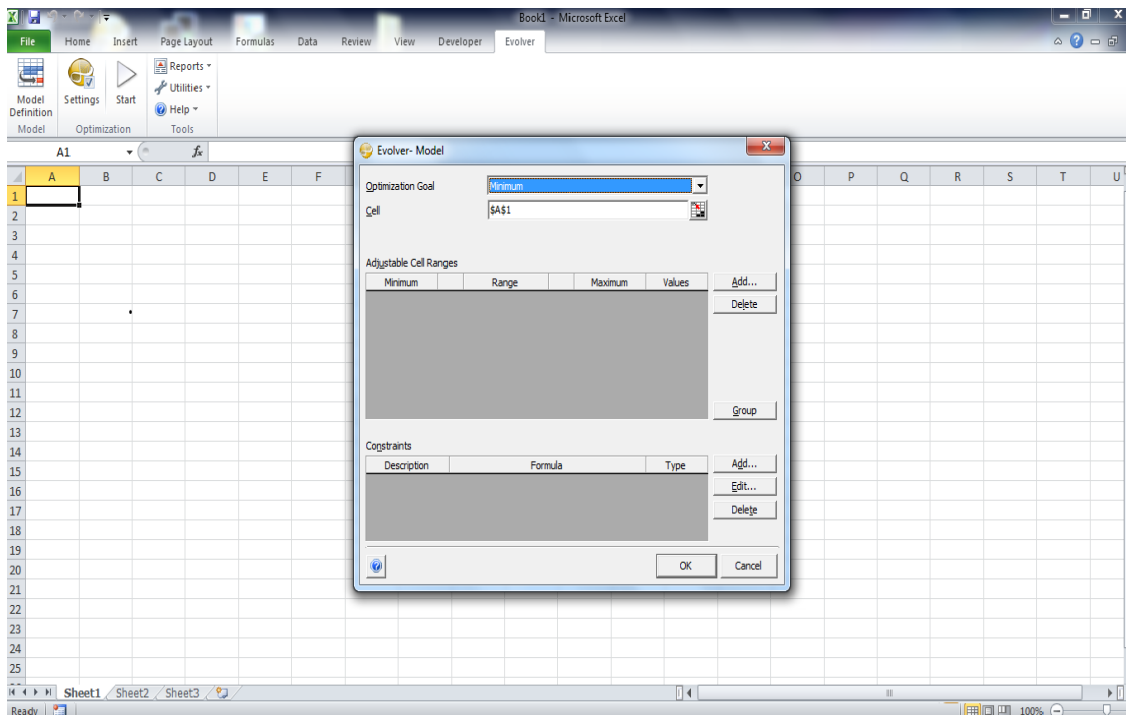 Book1 - Microsoft Excel
File Home Insert Page Layout Formulas Data Review View Developer Evolver
Model Definition
Settings
Start
Reports
Utilities
Help
Model Optimization Tools
A1 fx
A B C D E F O P Q R S T U
1
2
3
4
5
6
7
8
9
10
11
12
13
14
15
16
17
18
19
20
21
22
23
24
25
Evolver- Model
Optimization Goal Minimum
Cell $A$1
Adjustable Cell Ranges
Minimum Range Maximum Values Add...
Delete
Group
Constraints
Description Formula Type Add...
Edit...
Delete
OK Cancel
Sheet1 Sheet2 Sheet3
Ready 100%